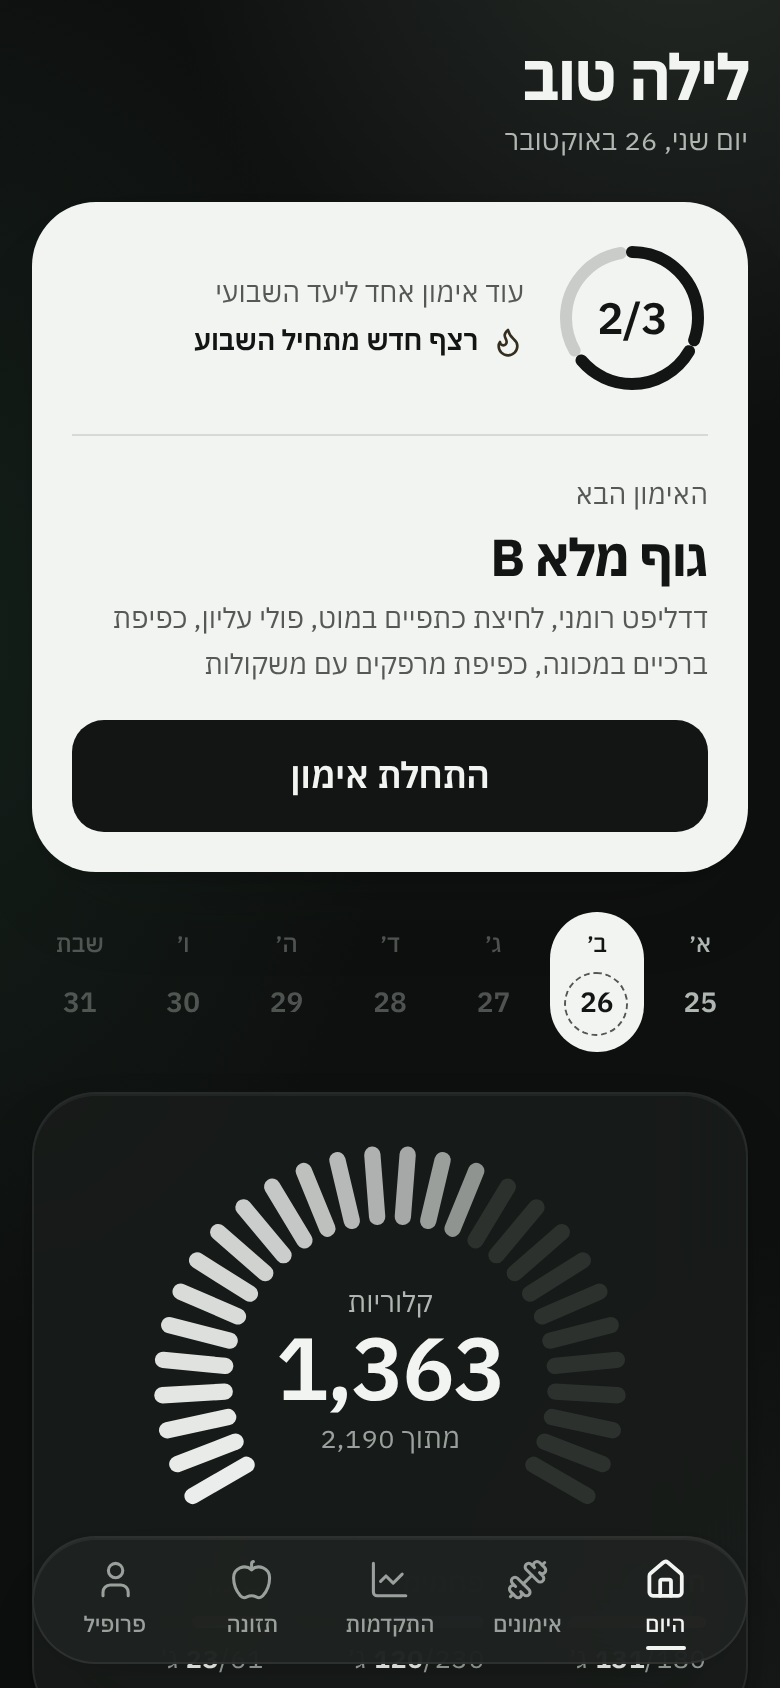 לילה טוב
יום שני, 26 באוקטובר
2/3
עוד אימון אחד ליעד השבועי
רצף חדש מתחיל השבוע
האימון הבא
גוף מלא B
דדליפט רומני, לחיצת כתפיים במוט, פולי עליון, כפיפת
ברכיים במכונה, כפיפת מרפקים עם משקולות
התחלת אימון
א׳ ב׳ ג׳ ד׳ ה׳ ו׳ שבת
25 26 27 28 29 30 31
קלוריות
1,363
מתוך 2,190
היום אימונים התקדמות תזונה פרופיל